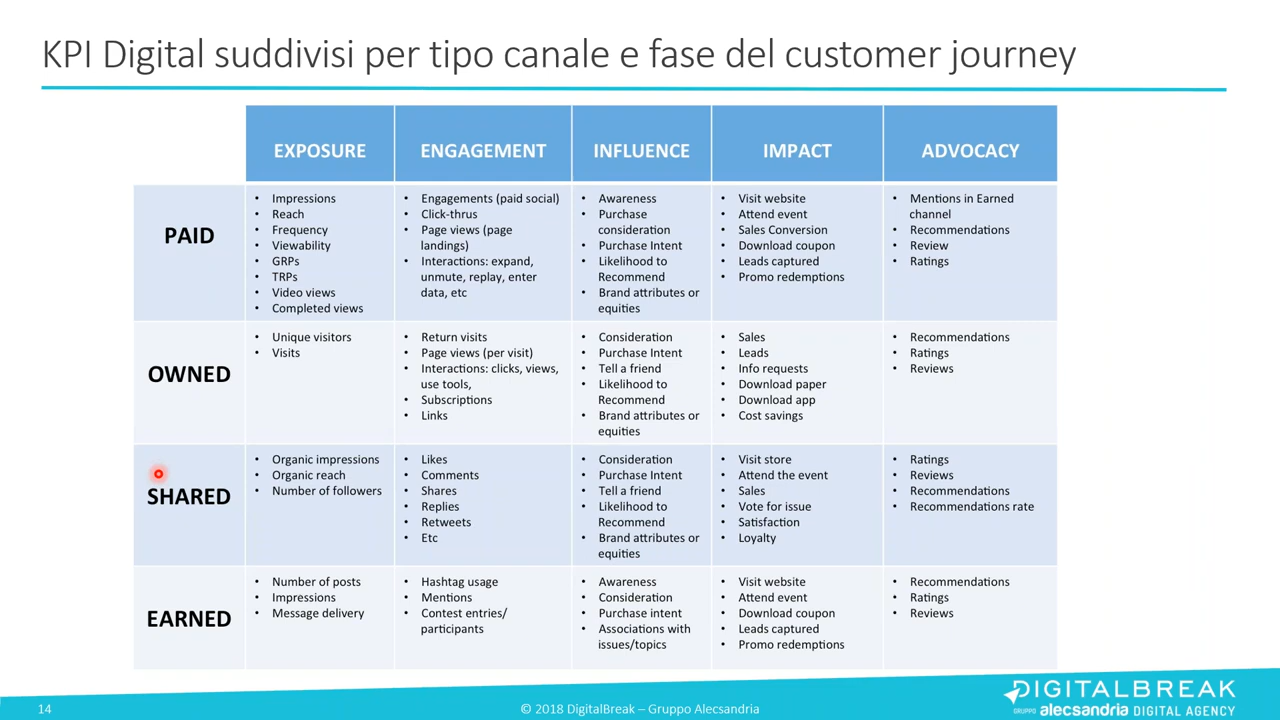 KPI Digital suddivisi per tipo canale e fase del customer journey
EXPOSURE
ENGAGEMENT
INFLUENCE
IMPACT
ADVOCACY
PAID
• Impressions
• Reach
• Frequency
• Viewability
• GRPs
• TRPs
• Video views
• Completed views
• Engagements (paid social)
• Click-thrus
• Page views (page
landings)
• Interactions: expand,
unmute, replay, enter
data, etc
• Awareness
• Purchase
consideration
• Purchase Intent
• Likelihood to
Recommend
• Brand attributes or
equities
• Visit website
• Attend event
• Sales Conversion
• Download coupon
• Leads captured
• Promo redemptions
• Mentions in Earned
channel
• Recommendations
• Review
• Ratings
OWNED
• Unique visitors
• Visits
• Return visits
• Page views (per visit)
• Interactions: clicks, views,
use tools,
• Subscriptions
• Links
• Consideration
• Purchase Intent
• Tell a friend
• Likelihood to
Recommend
• Brand attributes or
equities
• Sales
• Leads
• Info requests
• Download paper
• Download app
• Cost savings
• Recommendations
• Ratings
• Reviews
SHARED
• Organic impressions
• Organic reach
• Number of followers
• Likes
• Comments
• Shares
• Replies
• Retweets
• Etc
• Consideration
• Purchase Intent
• Tell a friend
• Likelihood to
Recommend
• Brand attributes or
equities
• Visit store
• Attend the event
• Sales
• Vote for issue
• Satisfaction
• Loyalty
• Ratings
• Reviews
• Recommendations
• Recommendations rate
EARNED
• Number of posts
• Impressions
• Message delivery
• Hashtag usage
• Mentions
• Contest entries/
participants
• Awareness
• Consideration
• Purchase intent
• Associations with
issues/topics
• Visit website
• Attend event
• Download coupon
• Leads captured
• Promo redemptions
• Recommendations
• Ratings
• Reviews
14
© 2018 DigitalBreak – Gruppo Alecsandria
DIGITALBREAK
GRUPPO alecsandria DIGITAL AGENCY